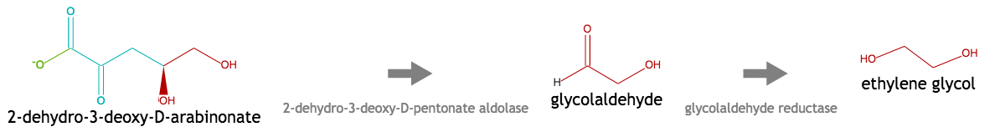 O
⁻O
OH
O
OH
2-dehydro-3-deoxy-D-arabinonate
2-dehydro-3-deoxy-D-pentonate aldolase
O
OH
H
glycolaldehyde
glycolaldehyde reductase
HO
OH
ethylene glycol